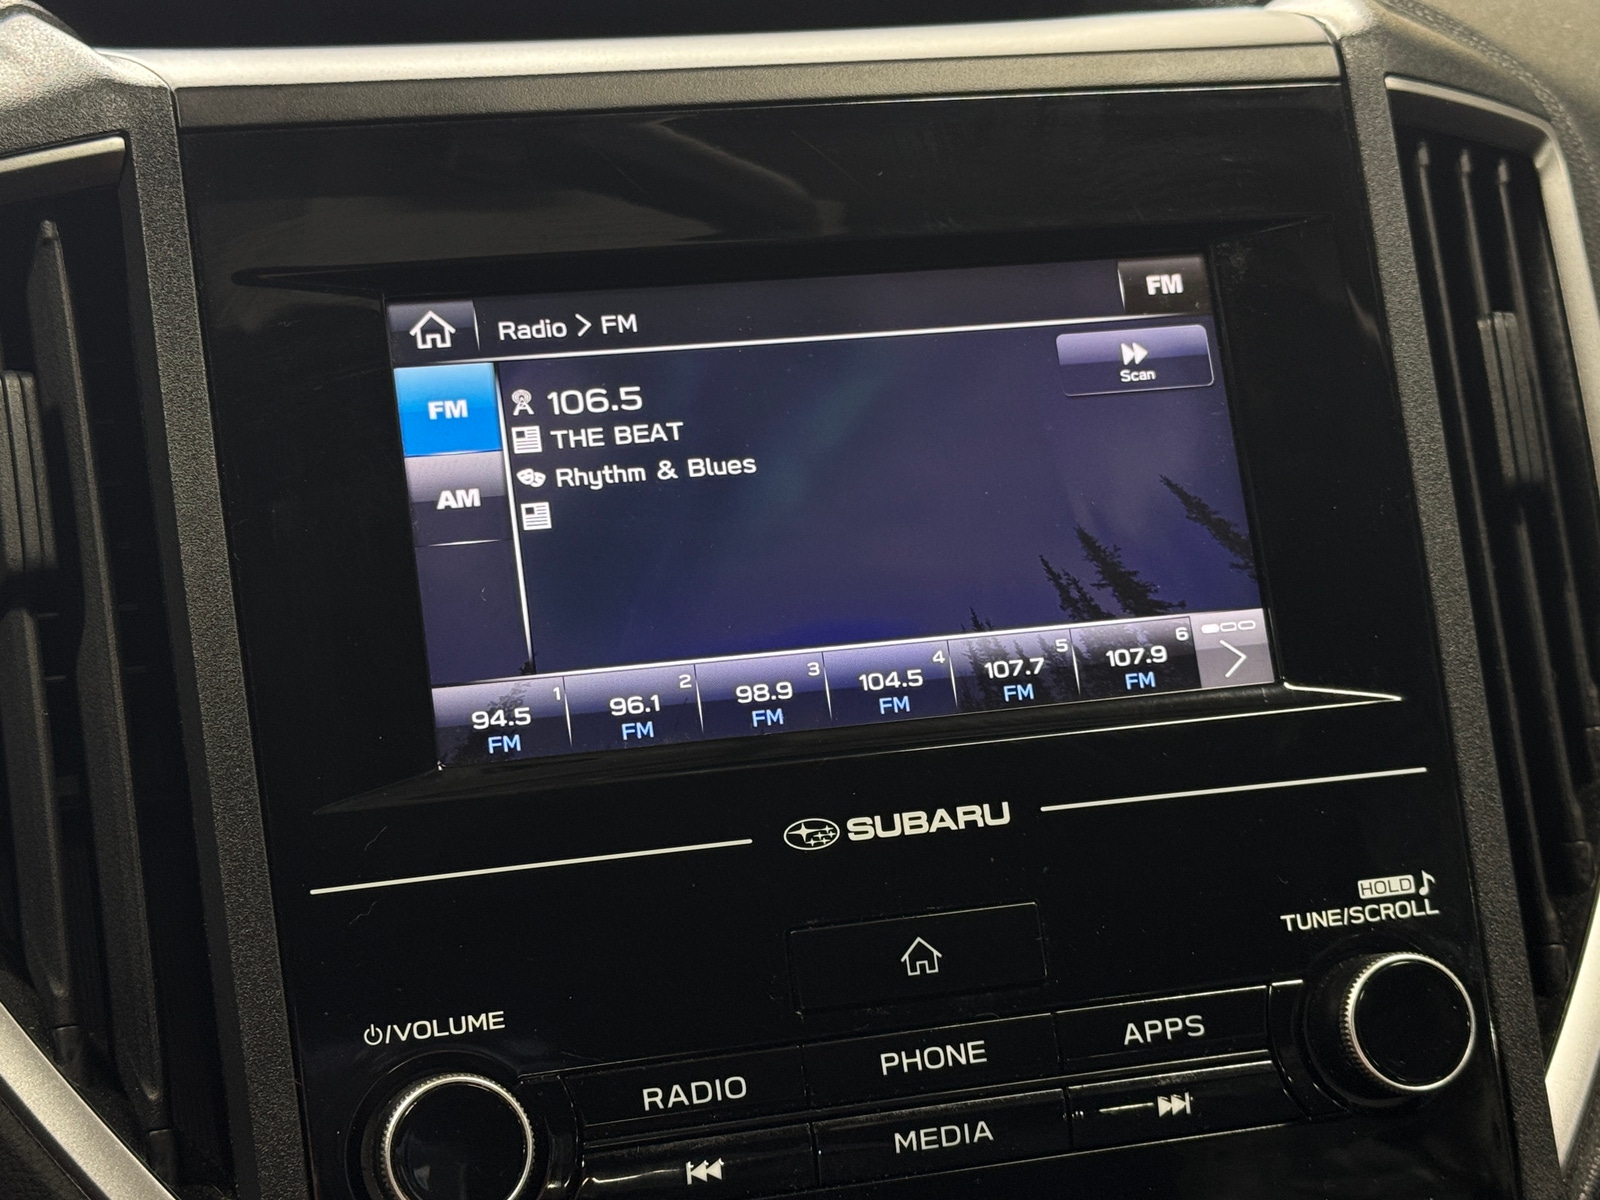 FM
Radio > FM
Scan
FM
106.5
THE BEAT
AM
Rhythm & Blues
1 2 3 4 5 6
94.5 96.1 98.9 104.5 107.7 107.9
FM FM FM FM FM FM
SUBARU
HOLD
TUNE/SCROLL
/VOLUME
RADIO PHONE APPS
MEDIA